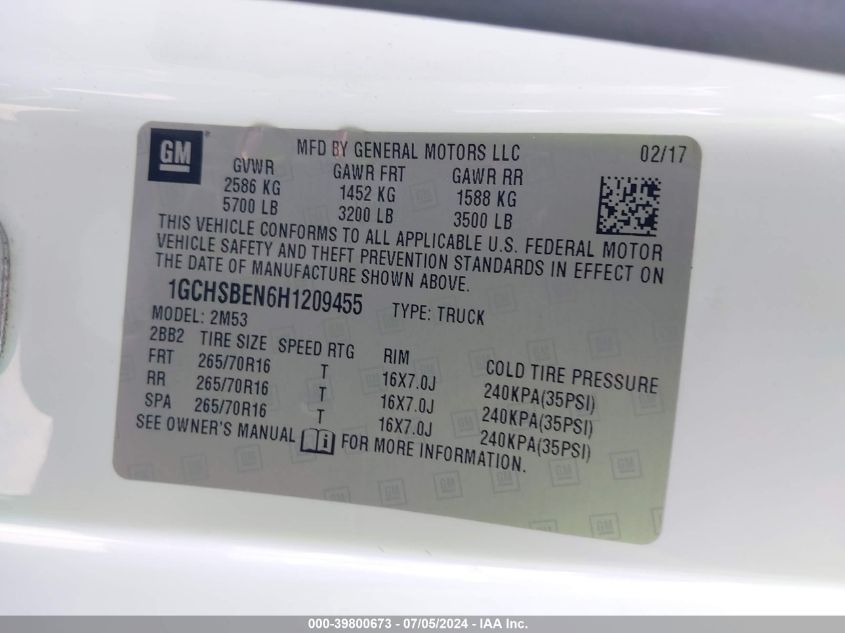 GM
MFD BY GENERAL MOTORS LLC 02/17
GVWR GAWR FRT GAWR RR
2586 KG 1452 KG 1588 KG
5700 LB 3200 LB 3500 LB
THIS VEHICLE CONFORMS TO ALL APPLICABLE U.S. FEDERAL MOTOR
VEHICLE SAFETY AND THEFT PREVENTION STANDARDS IN EFFECT ON
THE DATE OF MANUFACTURE SHOWN ABOVE.
1GCHSBEN6H1209455 TYPE: TRUCK
MODEL: 2M53
2BB2 TIRE SIZE SPEED RTG RIM COLD TIRE PRESSURE
FRT 265/70R16 T 16X7.0J 240KPA(35PSI)
RR 265/70R16 T 16X7.0J 240KPA(35PSI)
SPA 265/70R16 T 16X7.0J 240KPA(35PSI)
SEE OWNER'S MANUAL i FOR MORE INFORMATION.
000-39800673 - 07/05/2024 - IAA Inc.